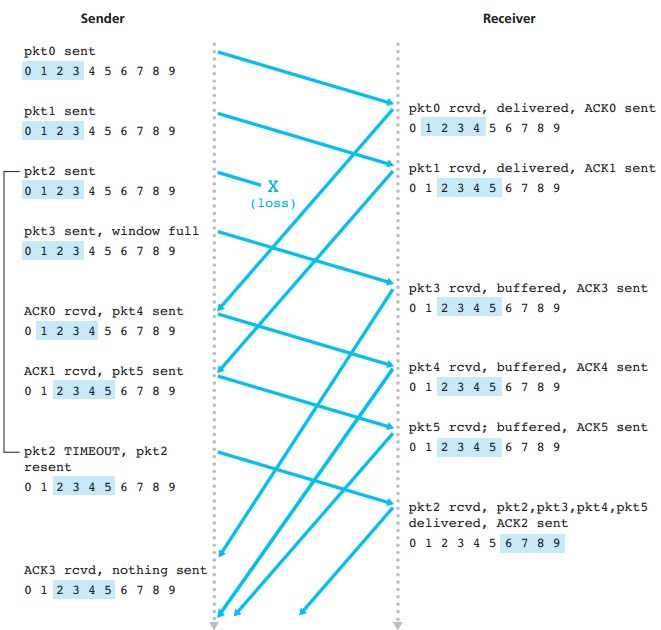 Sender
Receiver
pkt0 sent
0 1 2 3 4 5 6 7 8 9
pkt0 rcvd, delivered, ACK0 sent
0 1 2 3 4 5 6 7 8 9
pkt1 sent
0 1 2 3 4 5 6 7 8 9
pkt1 rcvd, delivered, ACK1 sent
0 1 2 3 4 5 6 7 8 9
pkt2 sent
0 1 2 3 4 5 6 7 8 9
X
(loss)
pkt3 sent, window full
0 1 2 3 4 5 6 7 8 9
pkt3 rcvd, buffered, ACK3 sent
0 1 2 3 4 5 6 7 8 9
ACK0 rcvd, pkt4 sent
0 1 2 3 4 5 6 7 8 9
pkt4 rcvd, buffered, ACK4 sent
0 1 2 3 4 5 6 7 8 9
ACK1 rcvd, pkt5 sent
0 1 2 3 4 5 6 7 8 9
pkt5 rcvd; buffered, ACK5 sent
0 1 2 3 4 5 6 7 8 9
pkt2 TIMEOUT, pkt2
resent
0 1 2 3 4 5 6 7 8 9
pkt2 rcvd, pkt2,pkt3,pkt4,pkt5
delivered, ACK2 sent
0 1 2 3 4 5 6 7 8 9
ACK3 rcvd, nothing sent
0 1 2 3 4 5 6 7 8 9